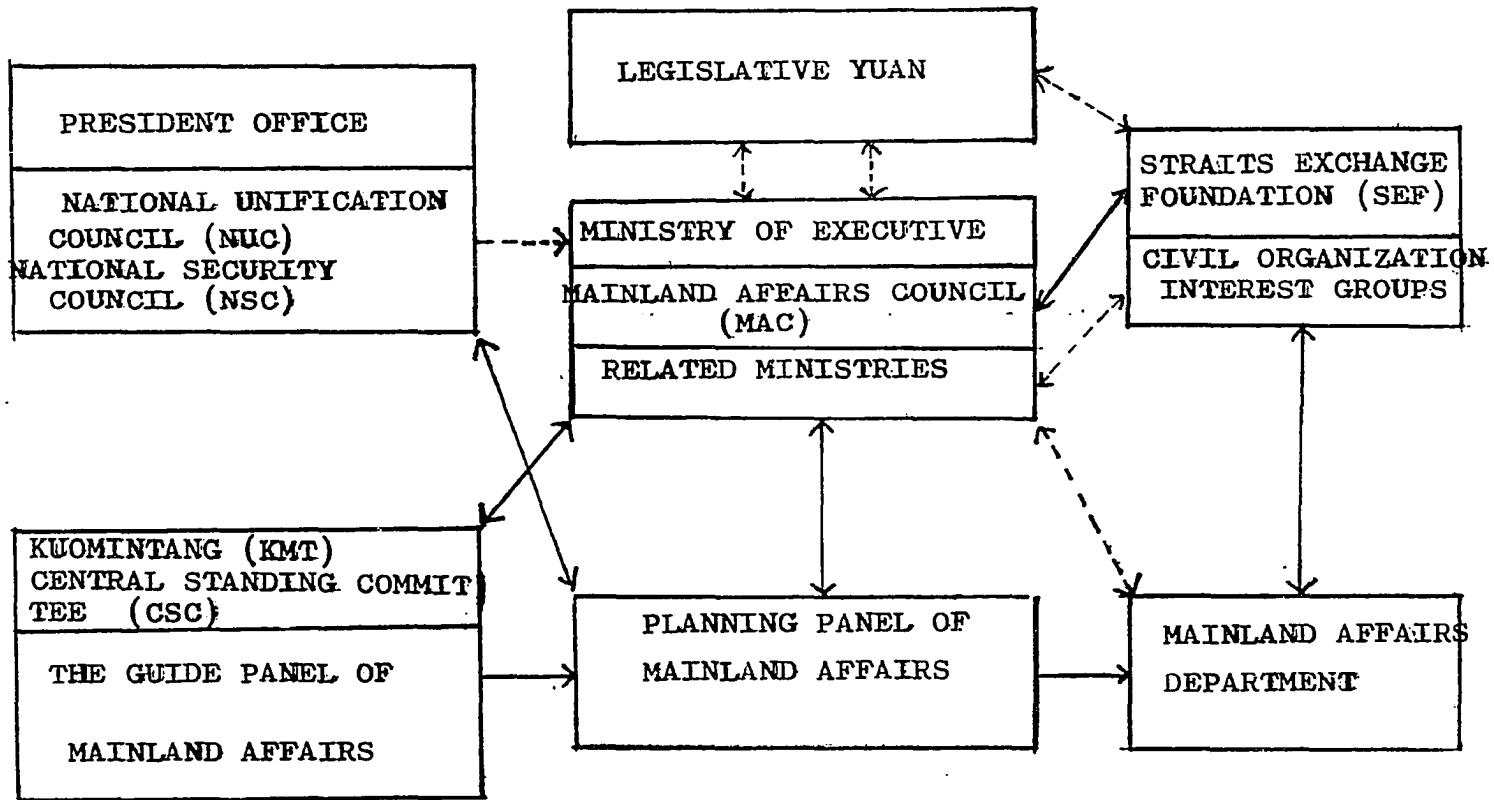 LEGISLATIVE YUAN
PRESIDENT OFFICE
NATIONAL UNIFICATION
COUNCIL (NUC)
NATIONAL SECURITY
COUNCIL (NSC)
MINISTRY OF EXECUTIVE
MAINLAND AFFAIRS COUNCIL
(MAC)
RELATED MINISTRIES
STRAITS EXCHANGE
FOUNDATION (SEF)
CIVIL ORGANIZATION
INTEREST GROUPS
KUOMINTANG (KMT)
CENTRAL STANDING COMMIT
TEE (CSC)
THE GUIDE PANEL OF
MAINLAND AFFAIRS
PLANNING PANEL OF
MAINLAND AFFAIRS
MAINLAND AFFAIRS
DEPARTMENT